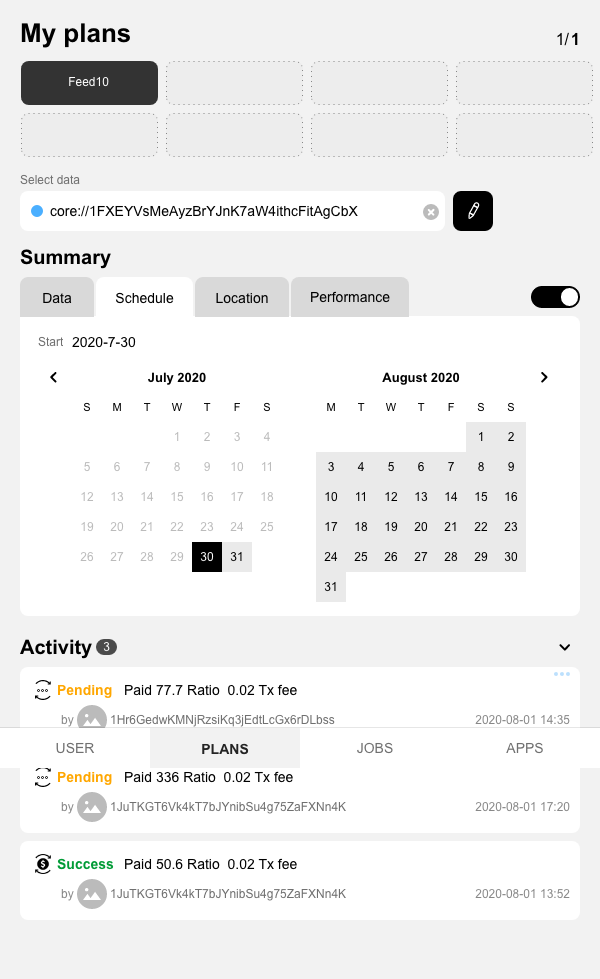 My plans
1/1
Feed10
Select data
core://1FXEYVsMeAyzBrYJnK7aW4ithcFitAgCbX
Summary
Data Schedule Location Performance
Start 2020-7-30
July 2020 August 2020
S M T W T F S M T W T F S S
1 2 3 4 1 2
5 6 7 8 9 10 11 3 4 5 6 7 8 9
12 13 14 15 16 17 18 10 11 12 13 14 15 16
19 20 21 22 23 24 25 17 18 19 20 21 22 23
26 27 28 29 30 31 24 25 26 27 28 29 30
31
Activity 3
Pending Paid 77.7 Ratio 0.02 Tx fee
by 1Hr6GedwKMNjRzsiKq3jEdtLcGx6rDLbss 2020-08-01 14:35
USER PLANS JOBS APPS
Pending Paid 336 Ratio 0.02 Tx fee
by 1JuTKGT6Vk4kT7bJYnibSu4g75ZaFXNn4K 2020-08-01 17:20
Success Paid 50.6 Ratio 0.02 Tx fee
by 1JuTKGT6Vk4kT7bJYnibSu4g75ZaFXNn4K 2020-08-01 13:52